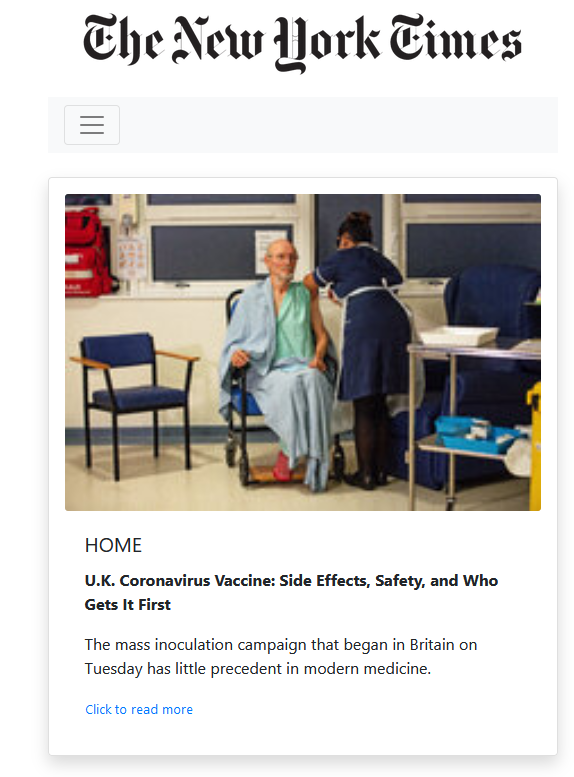 The New York Times
HOME
U.K. Coronavirus Vaccine: Side Effects, Safety, and Who
Gets It First
The mass inoculation campaign that began in Britain on
Tuesday has little precedent in modern medicine.
Click to read more